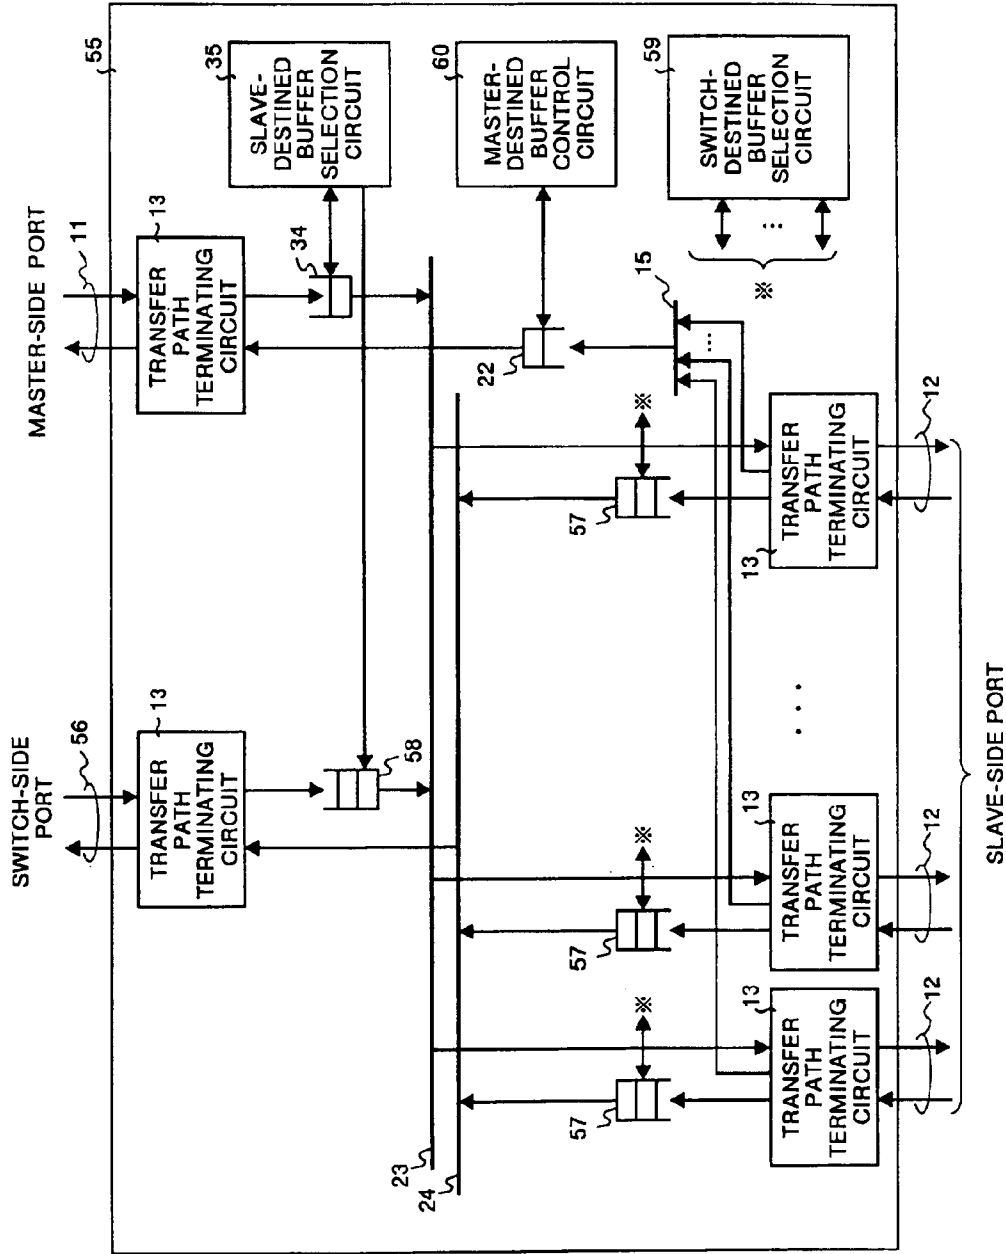 MASTER-SIDE PORT
11
13
TRANSFER
PATH
TERMINATING
CIRCUIT
SWITCH-SIDE
PORT
56
13
TRANSFER
PATH
TERMINATING
CIRCUIT
55
35
SLAVE-
DESTINED
BUFFER
SELECTION
CIRCUIT
60
MASTER-
DESTINED
BUFFER
CONTROL
CIRCUIT
59
SWITCH-
DESTINED
BUFFER
SELECTION
CIRCUIT
...
※
34
58
22
15
...
23
24
57
※
57
※
57
※
13
TRANSFER
PATH
TERMINATING
CIRCUIT
12
13
TRANSFER
PATH
TERMINATING
CIRCUIT
12
. . . .
13
TRANSFER
PATH
TERMINATING
CIRCUIT
12
SLAVE-SIDE PORT